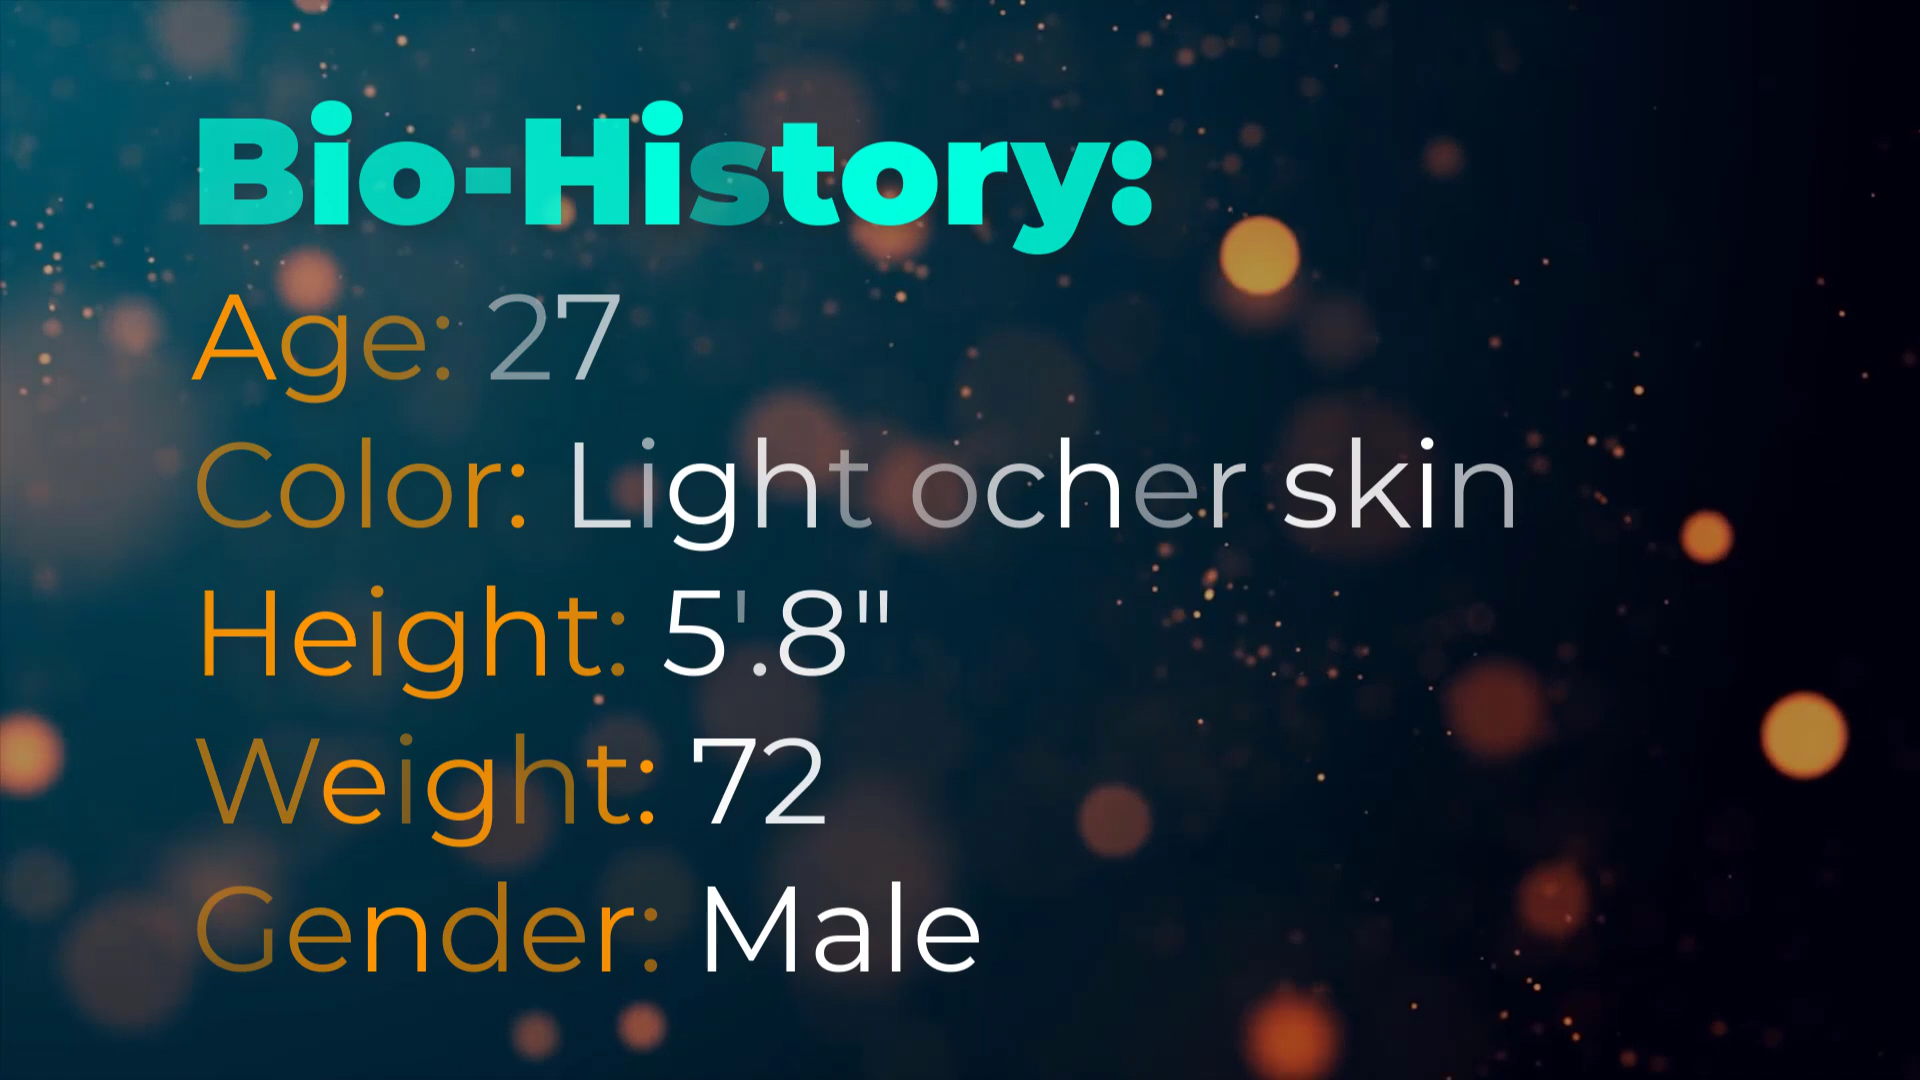 Bio-History:
Age: 27
Color: Light ocher skin
Height: 5'.8"
Weight: 72
Gender: Male